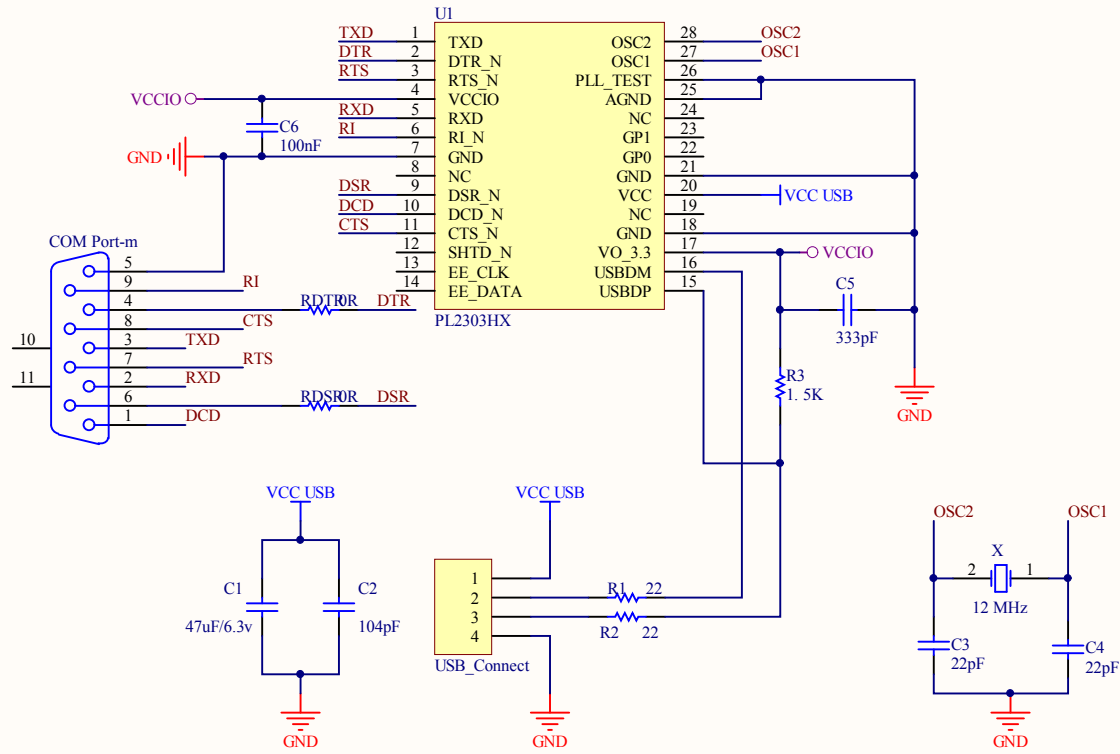 U1
TXD 1 TXD OSC2 28 OSC2
DTR 2 DTR_N OSC1 27 OSC1
RTS 3 RTS_N PLL_TEST 26
VCCIO 4 VCCIO AGND 25
RXD 5 RXD NC 24
RI 6 RI_N GP1 23
C6
100nF
GND 7 GND GP0 22
8 NC GND 21
DSR 9 DSR_N VCC 20 VCC USB
DCD 10 DCD_N NC 19
CTS 11 CTS_N GND 18
12 SHTD_N VO_3.3 17 VCCIO
13 EE_CLK USBDM 16
14 EE_DATA USBDP 15
PL2303HX
COM Port-m
5
9 RI
4 RDTR 0R DTR
8 CTS
10 3 TXD
7 RTS
11 2 RXD
6 RDSR 0R DSR
1 DCD
C5
333pF
R3
1. 5K
GND
VCC USB
C1 C2
47uF/6.3v 104pF
GND
VCC USB
1
2 R1 22
3 R2 22
4
USB_Connect
GND
OSC2 OSC1
X
2 1
12 MHz
C3 C4
22pF 22pF
GND